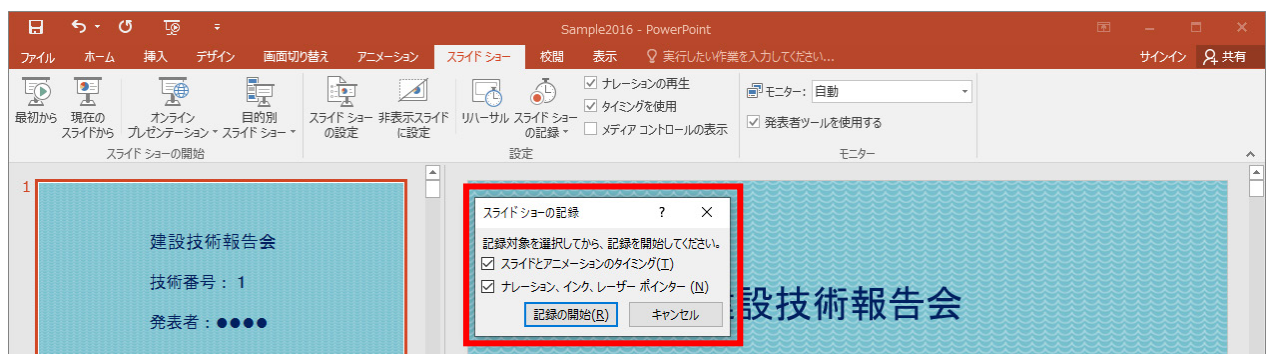 Sample2016 - PowerPoint
ファイル ホーム 挿入 デザイン 画面切り替え アニメーション スライド ショー 校閲 表示 実行したい作業を入力してください... サインイン 共有
最初から
現在の
スライドから
オンライン
プレゼンテーション
目的別
スライド ショー
スライド ショー
の設定
非表示スライド
に設定
リハーサル
スライド ショー
の記録
ナレーションの再生
タイミングを使用
メディア コントロールの表示
モニター: 自動
発表者ツールを使用する
スライド ショーの開始 設定 モニター
1
建設技術報告会
技術番号：1
発表者：●●●●
スライド ショーの記録 ? ×
記録対象を選択してから、記録を開始してください。
スライドとアニメーションのタイミング(T)
ナレーション、インク、レーザー ポインター (N)
記録の開始(R) キャンセル
設技術報告会